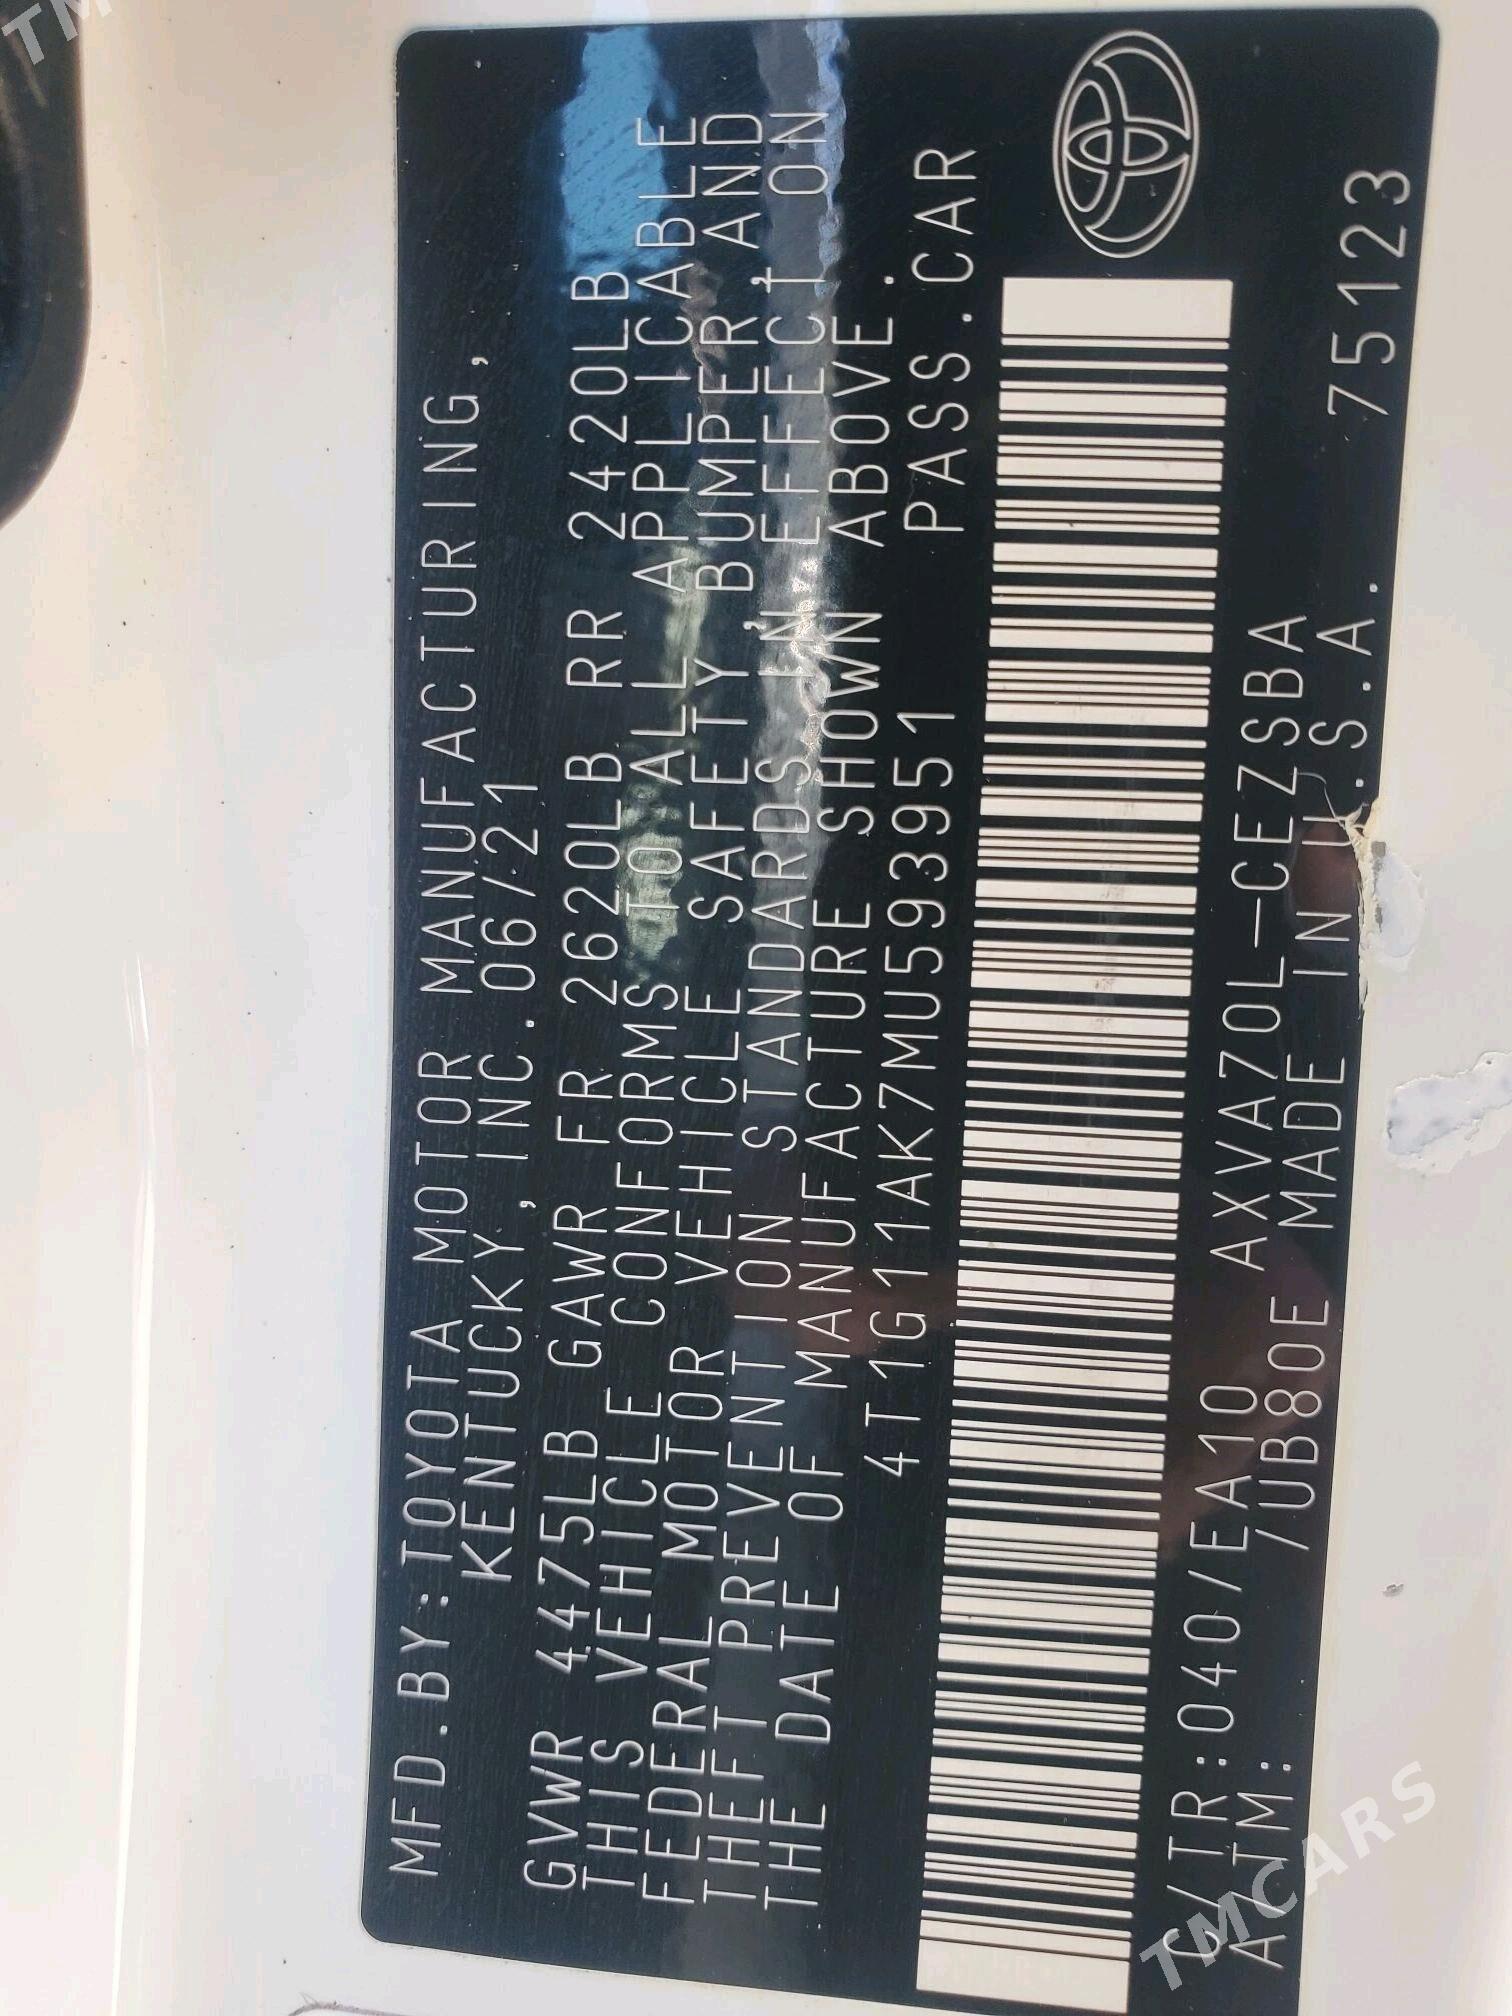 MFD.BY:TOYOTA MOTOR MANUFACTURING,
KENTUCKY, INC.06/21
GVWR 4475LB GAWR FR 2620LB RR 2420LB
THIS VEHICLE CONFORMS TO ALL APPLICABLE
FEDERAL MOTOR VEHICLE SAFETY, BUMPER, AND
THEFT PREVENTION STANDARDS IN EFFECT ON
THE DATE OF MANUFACTURE SHOWN ABOVE.
4T1G11AK7MU593951 PASS.CAR
C/TR:040/EA10 AXVA70L-CEZSBA
A/TM: /UB80E MADE IN U.S.A. 75123
TMCARS
TM